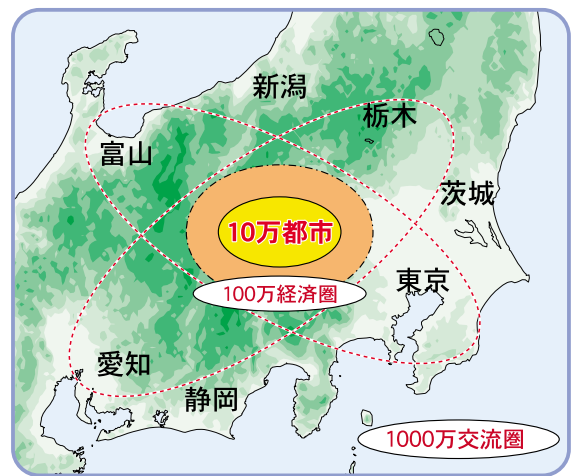 新潟
栃木
富山
茨城
10万都市
東京
100万経済圏
愛知
静岡
1000万交流圏